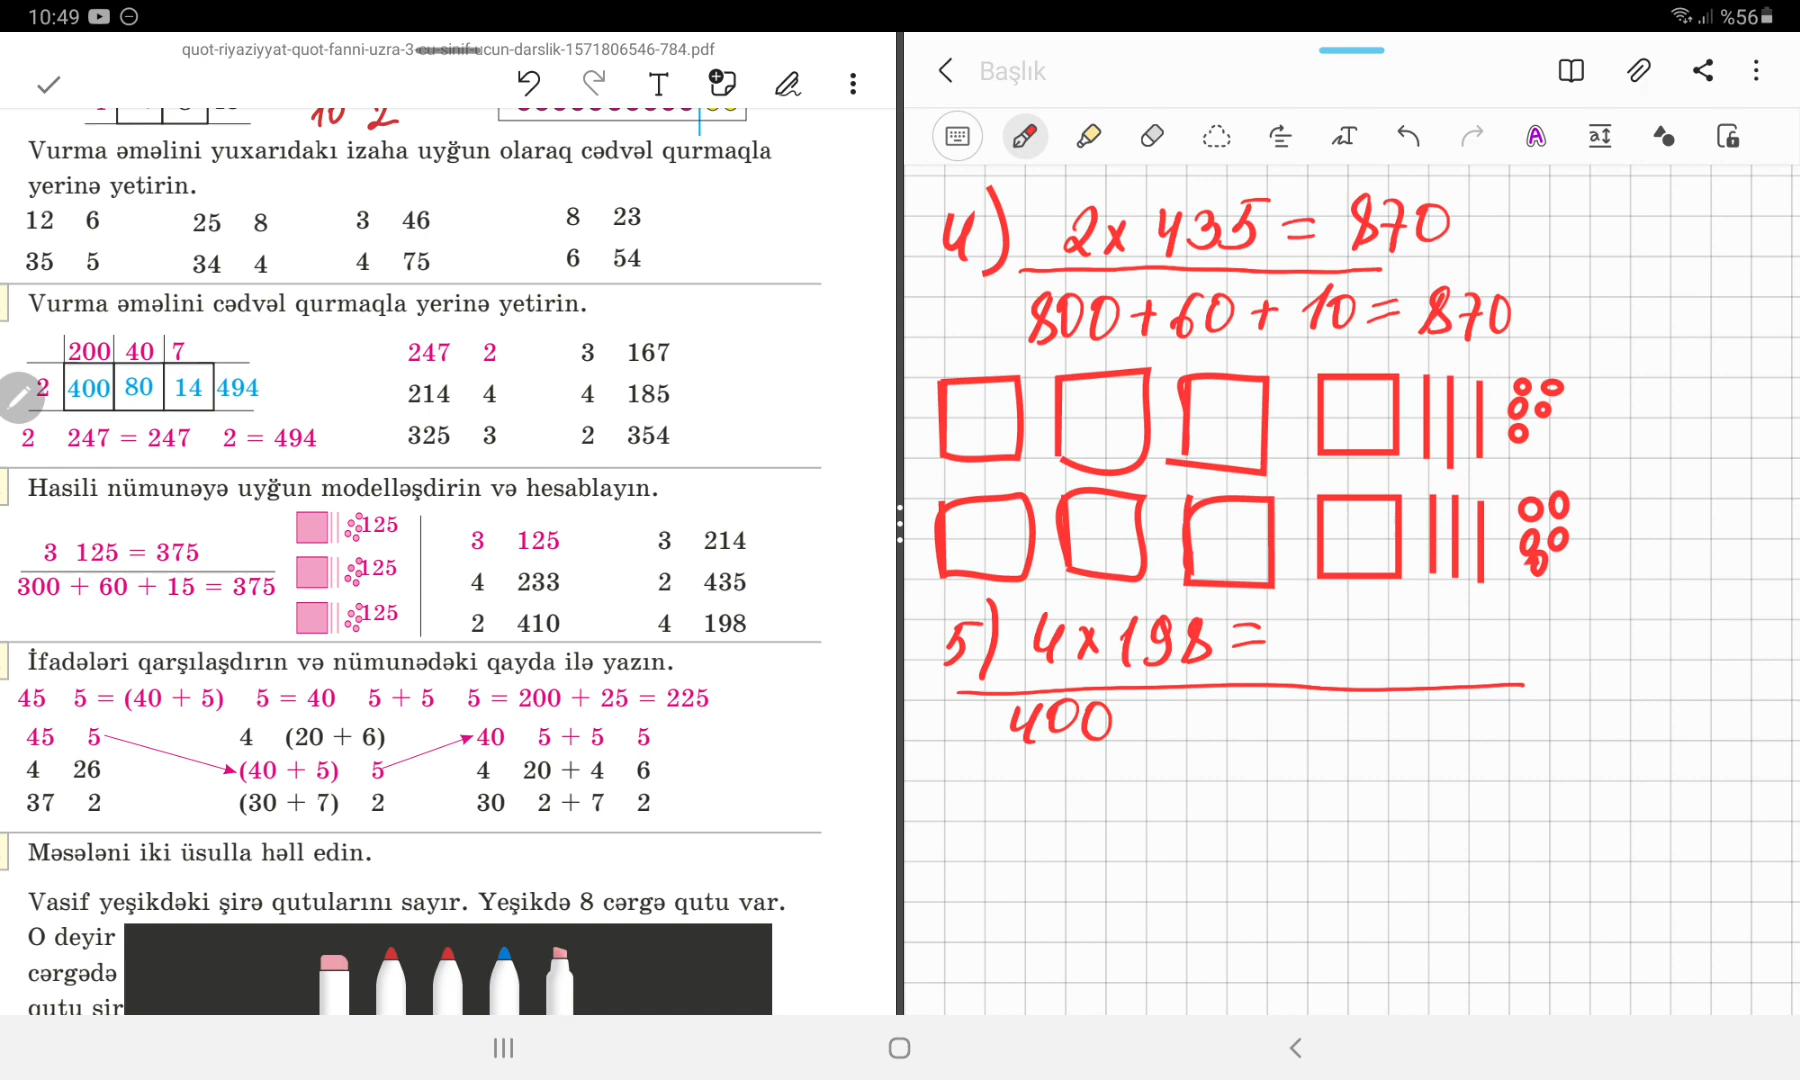 10:49
%56
quot-riyaziyyat-quot-fanni-uzra-3-cu-sinif-ucun-darslik-1571806546-784.pdf
T
10 2
Vurma əməlini yuxarıdakı izaha uyğun olaraq cədvəl qurmaqla
yerinə yetirin.
12 6 25 8 3 46 8 23
35 5 34 4 4 75 6 54
Vurma əməlini cədvəl qurmaqla yerinə yetirin.
200 40 7
2 400 80 14 494
2 247 = 247 2 = 494
247 2 3 167
214 4 4 185
325 3 2 354
Hasili nümunəyə uyğun modelləşdirin və hesablayın.
3 125 = 375
300 + 60 + 15 = 375
125
125
125
3 125 3 214
4 233 2 435
2 410 4 198
İfadələri qarşılaşdırın və nümunədəki qayda ilə yazın.
45 5 = (40 + 5) 5 = 40 5 + 5 5 = 200 + 25 = 225
45 5 4 (20 + 6) 40 5 + 5 5
4 26 (40 + 5) 5 4 20 + 4 6
37 2 (30 + 7) 2 30 2 + 7 2
Məsələni iki üsulla həll edin.
Vasif yeşikdəki şirə qutularını sayır. Yeşikdə 8 cərgə qutu var.
O deyir
cərgədə
qutu şir
Başlık
4) 2 x 435 = 870
800 + 60 + 10 = 870
5) 4 x 198 =
400